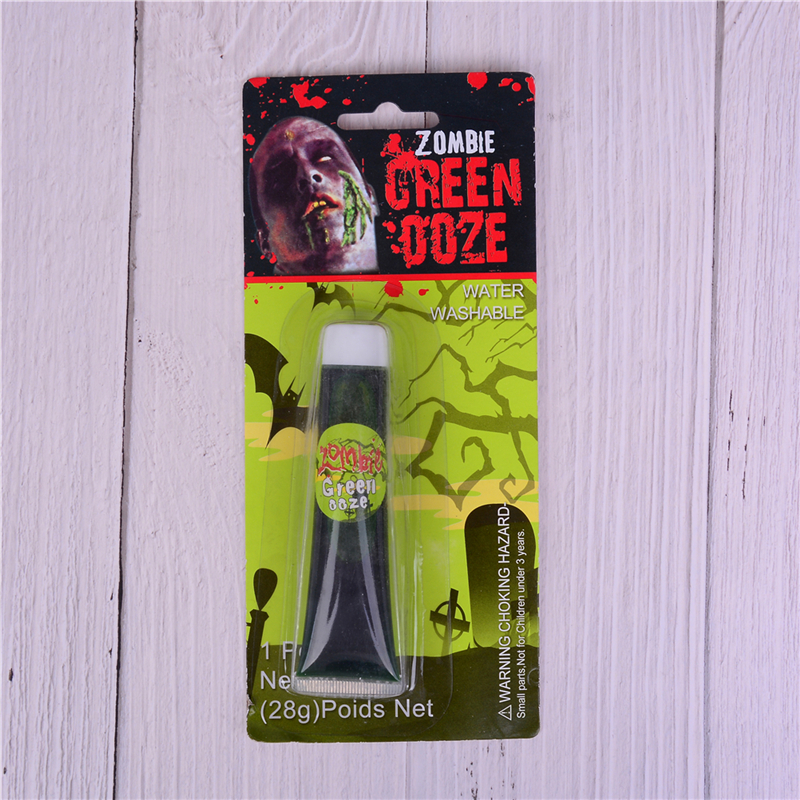 ZOMBIE
GREEN
OOZE
WATER
WASHABLE
Zombie
Green
ooze
1
(28g)Poids Net
⚠ WARNING CHOKING HAZARD-
Small parts.Not for Children under 3 years.